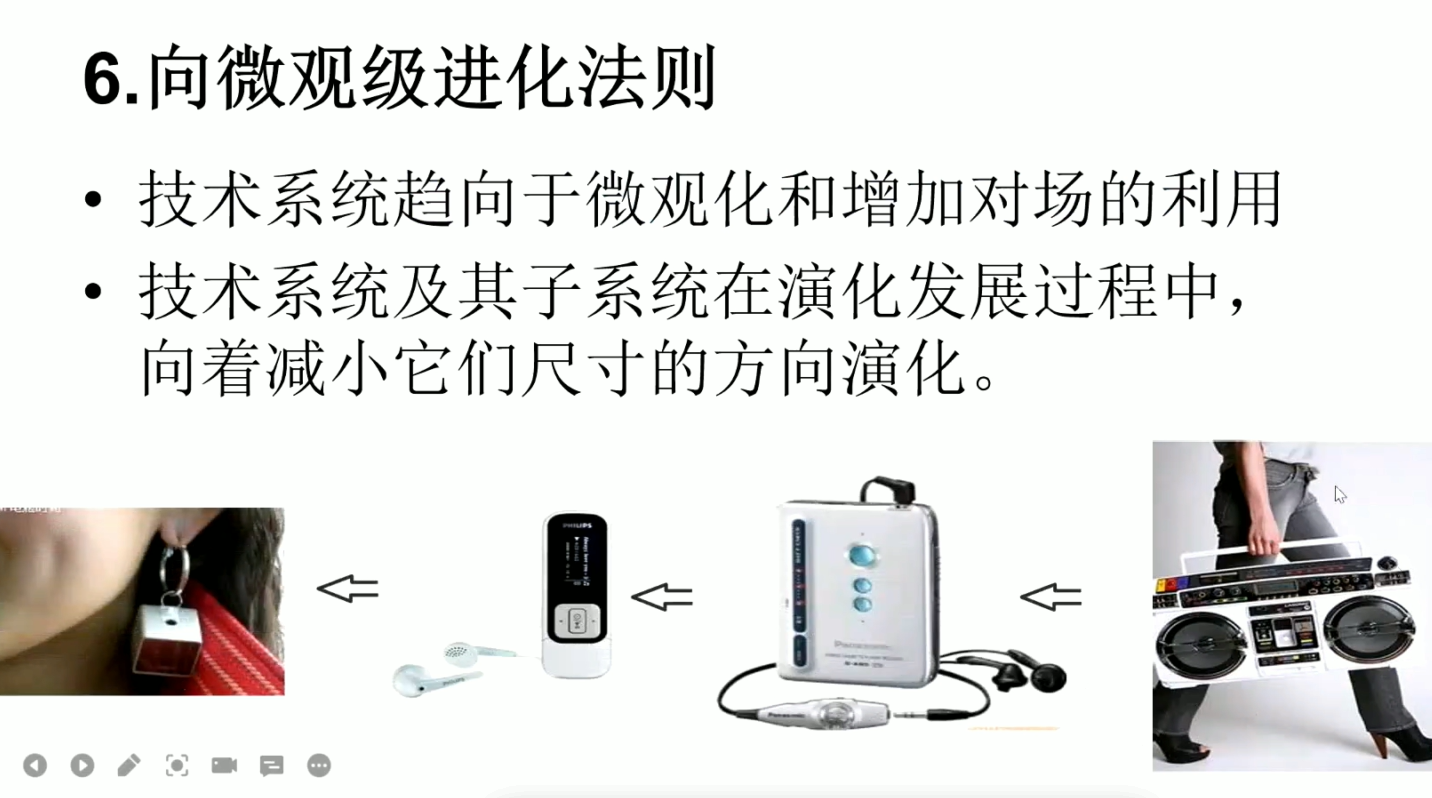 6.向微观级进化法则
• 技术系统趋向于微观化和增加对场的利用
• 技术系统及其子系统在演化发展过程中，
向着减小它们尺寸的方向演化。
PHILIPS
Panasonic
Panasonic